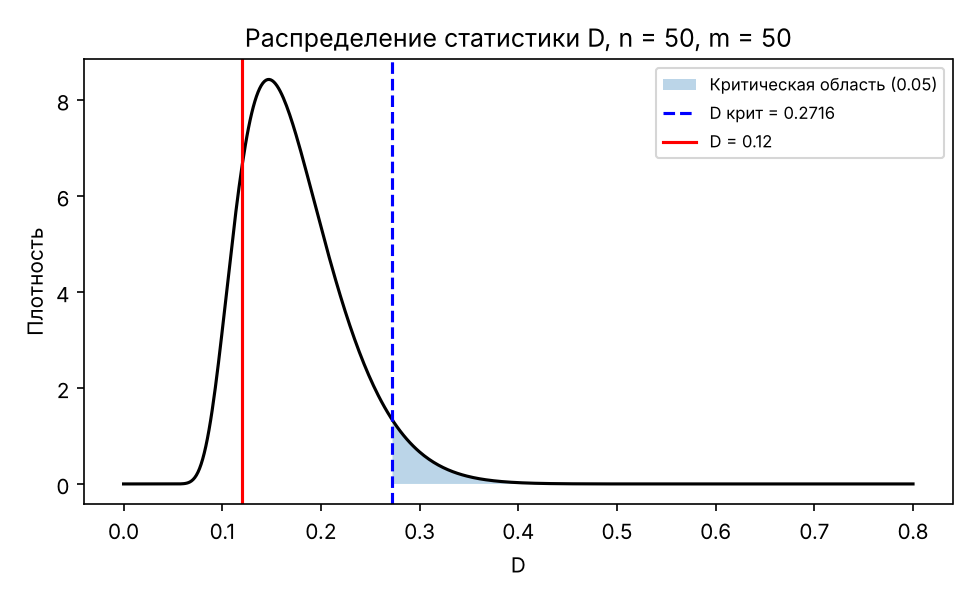 Распределение статистики D, n = 50, m = 50
Критическая область (0.05)
D крит = 0.2716
D = 0.12
Плотность
8
6
4
2
0
0.0 0.1 0.2 0.3 0.4 0.5 0.6 0.7 0.8
D